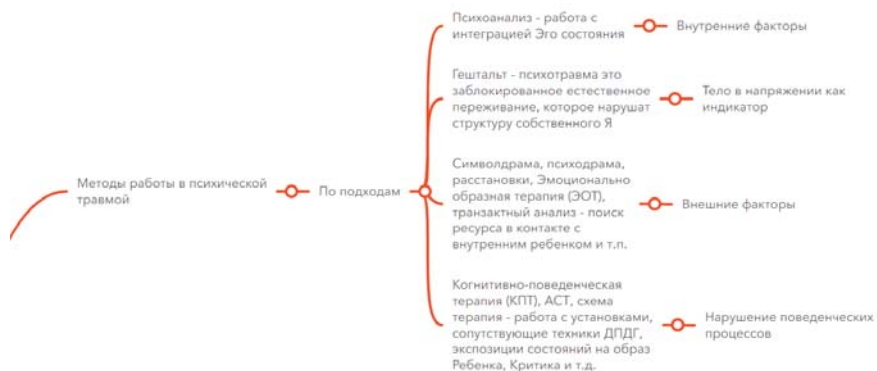 Психоанализ - работа с
интеграцией Эго состояния
Внутренние факторы
Гештальт - психотравма это
заблокированное естественное
переживание, которое нарушат
структуру собственного Я
Тело в напряжении как
индикатор
Методы работы в психической
травмой
По подходам
Символдрама, психодрама,
расстановки, Эмоционально
образная терапия (ЭОТ),
транзактный анализ - поиск
ресурса в контакте с
внутренним ребенком и т.п.
Внешние факторы
Когнитивно-поведенческая
терапия (КПТ), АСТ, схема
терапия - работа с установками,
сопутствующие техники ДПДГ,
экспозиции состояний на образ
Ребенка, Критика и т.д.
Нарушение поведенческих
процессов